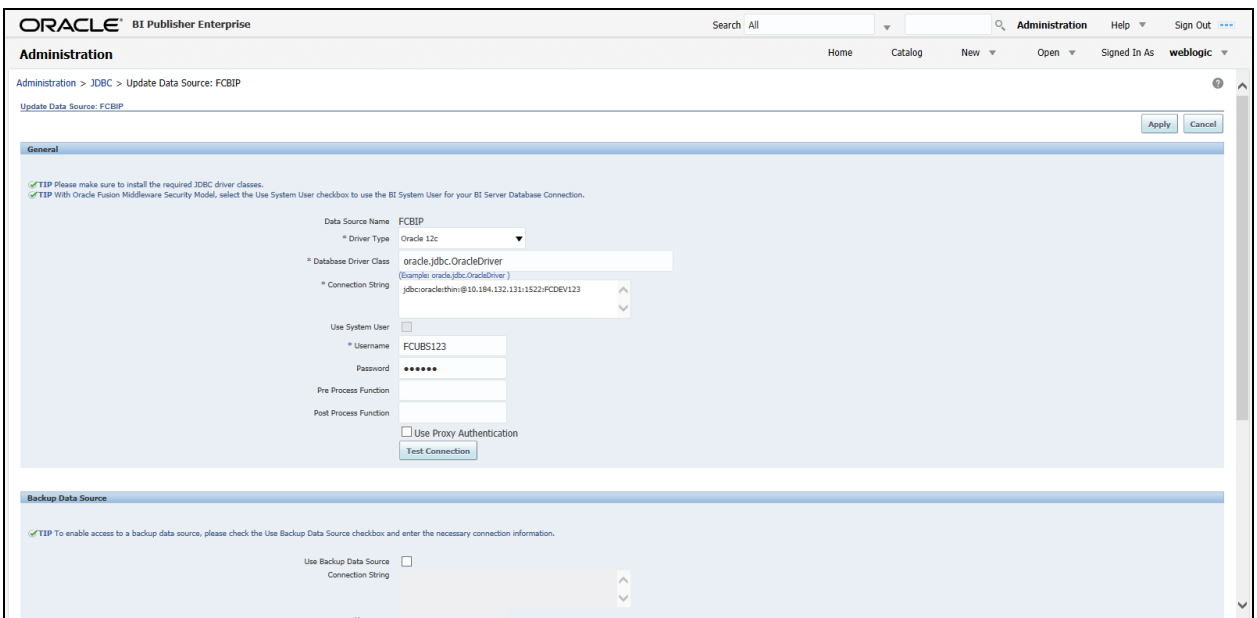 ORACLE BI Publisher Enterprise Search All Administration Help Sign Out
Administration Home Catalog New Open Signed In As weblogic
Administration > JDBC > Update Data Source: FCBIP
Update Data Source: FCBIP
Apply Cancel
General
TIP Please make sure to install the required JDBC driver classes.
TIP With Oracle Fusion Middleware Security Model, select the Use System User checkbox to use the BI System User for your BI Server Database Connection.
Data Source Name FCBIP
* Driver Type Oracle 12c
* Database Driver Class oracle.jdbc.OracleDriver
(Example: oracle.jdbc.OracleDriver )
* Connection String jdbc:oracle:thin:@10.184.132.131:1522:FCDEV123
Use System User
* Username FCUBS123
Password ●●●●●●
Pre Process Function
Post Process Function
Use Proxy Authentication
Test Connection
Backup Data Source
TIP To enable access to a backup data source, please check the Use Backup Data Source checkbox and enter the necessary connection information.
Use Backup Data Source
Connection String